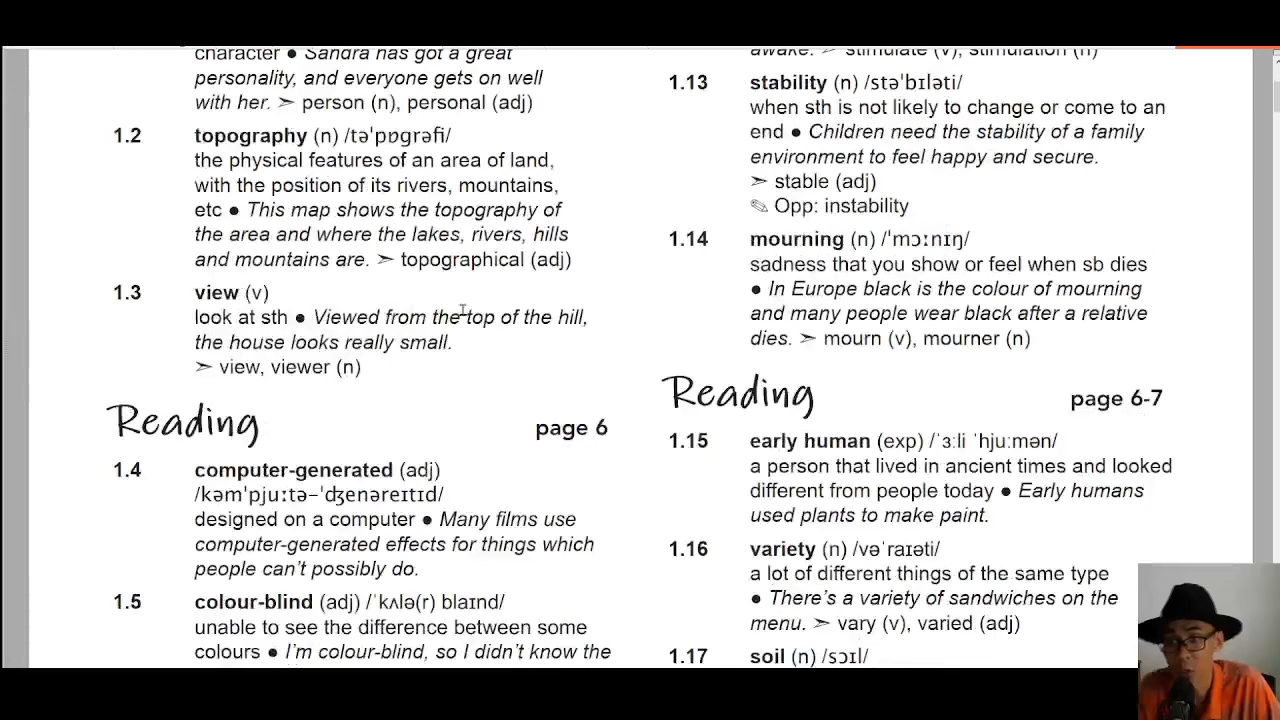 character ● Sandra has got a great
personality, and everyone gets on well
with her. ➣ person (n), personal (adj)
1.2 topography (n) /təˈpɒɡrəfi/
the physical features of an area of land,
with the position of its rivers, mountains,
etc ● This map shows the topography of
the area and where the lakes, rivers, hills
and mountains are. ➣ topographical (adj)
1.3 view (v)
look at sth ● Viewed from the top of the hill,
the house looks really small.
➣ view, viewer (n)
Reading page 6
1.4 computer-generated (adj)
/kəmˈpjuːtə–ˈʤenəreɪtɪd/
designed on a computer ● Many films use
computer-generated effects for things which
people can’t possibly do.
1.5 colour-blind (adj) /ˈkʌlə(r) blaɪnd/
unable to see the difference between some
colours ● I’m colour-blind, so I didn’t know the
awake. ➣ stimulate (v), stimulation (n)
1.13 stability (n) /stəˈbɪləti/
when sth is not likely to change or come to an
end ● Children need the stability of a family
environment to feel happy and secure.
➣ stable (adj)
✎ Opp: instability
1.14 mourning (n) /ˈmɔːnɪŋ/
sadness that you show or feel when sb dies
● In Europe black is the colour of mourning
and many people wear black after a relative
dies. ➣ mourn (v), mourner (n)
Reading page 6-7
1.15 early human (exp) /ˈɜːli ˈhjuːmən/
a person that lived in ancient times and looked
different from people today ● Early humans
used plants to make paint.
1.16 variety (n) /vəˈraɪəti/
a lot of different things of the same type
● There’s a variety of sandwiches on the
menu. ➣ vary (v), varied (adj)
1.17 soil (n) /sɔɪl/